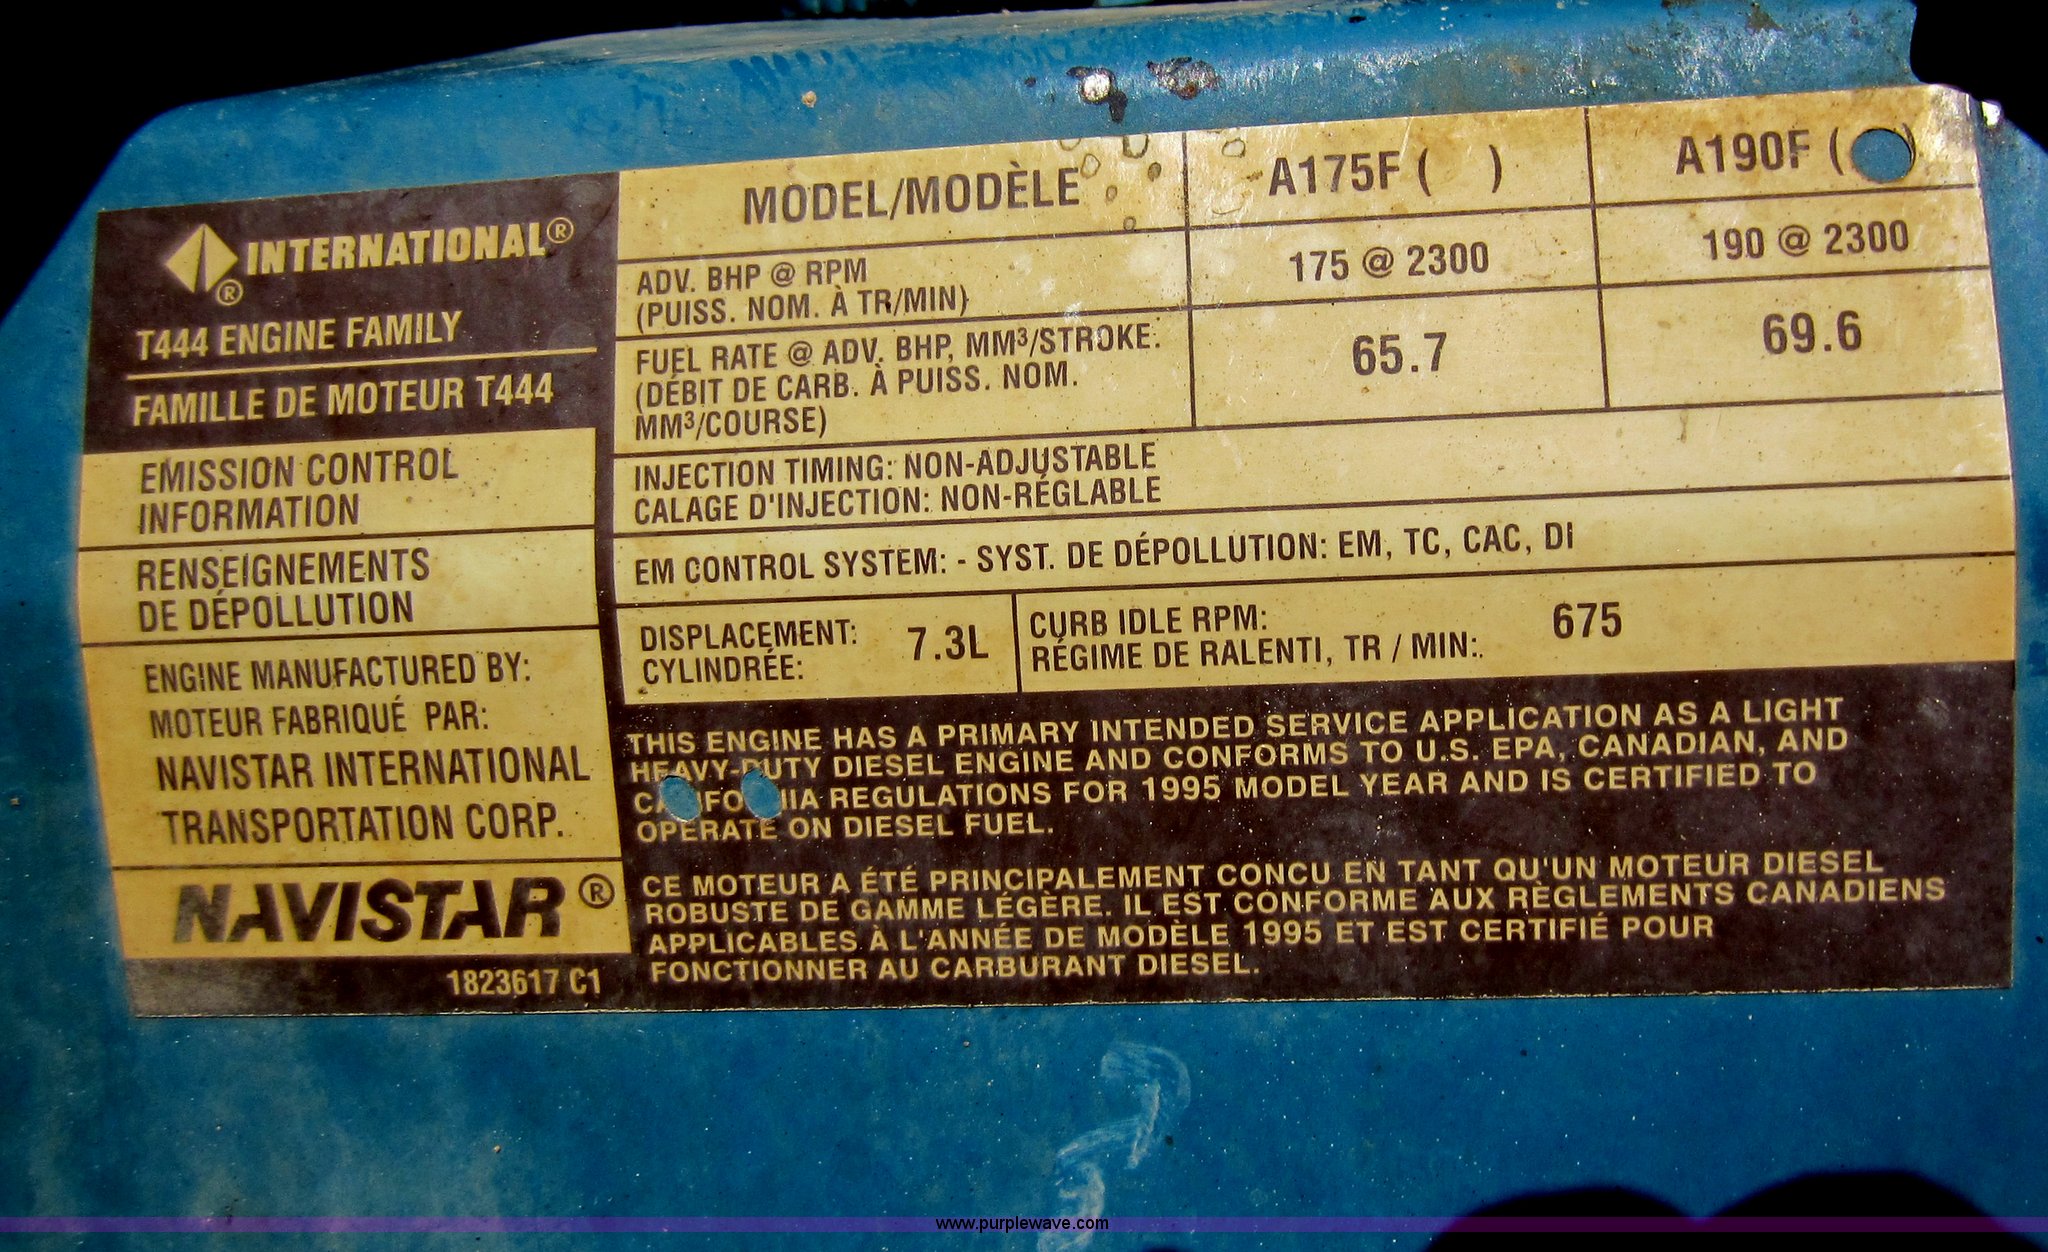 INTERNATIONAL®
®
T444 ENGINE FAMILY
FAMILLE DE MOTEUR T444
EMISSION CONTROL
INFORMATION
RENSEIGNEMENTS
DE DÉPOLLUTION
ENGINE MANUFACTURED BY:
MOTEUR FABRIQUÉ PAR:
NAVISTAR INTERNATIONAL
TRANSPORTATION CORP.
NAVISTAR®
1823617 C1
MODEL/MODÈLE A175F ( ) A190F ( )
ADV. BHP @ RPM
(PUISS. NOM. À TR/MIN) 175 @ 2300 190 @ 2300
FUEL RATE @ ADV. BHP, MM³/STROKE:
(DÉBIT DE CARB. À PUISS. NOM.
MM³/COURSE) 65.7 69.6
INJECTION TIMING: NON-ADJUSTABLE
CALAGE D'INJECTION: NON-RÉGLABLE
EM CONTROL SYSTEM: - SYST. DE DÉPOLLUTION: EM, TC, CAC, DI
DISPLACEMENT:
CYLINDRÉE: 7.3L
CURB IDLE RPM:
RÉGIME DE RALENTI, TR / MIN: 675
THIS ENGINE HAS A PRIMARY INTENDED SERVICE APPLICATION AS A LIGHT
HEAVY-DUTY DIESEL ENGINE AND CONFORMS TO U.S. EPA, CANADIAN, AND
REGULATIONS FOR 1995 MODEL YEAR AND IS CERTIFIED TO
OPERATE ON DIESEL FUEL.
CE MOTEUR A ÉTÉ PRINCIPALEMENT CONCU EN TANT QU'UN MOTEUR DIESEL
ROBUSTE DE GAMME LÉGÈRE. IL EST CONFORME AUX RÈGLEMENTS CANADIENS
APPLICABLES À L'ANNÉE DE MODÈLE 1995 ET EST CERTIFIÉ POUR
FONCTIONNER AU CARBURANT DIESEL.
www.purplewave.com